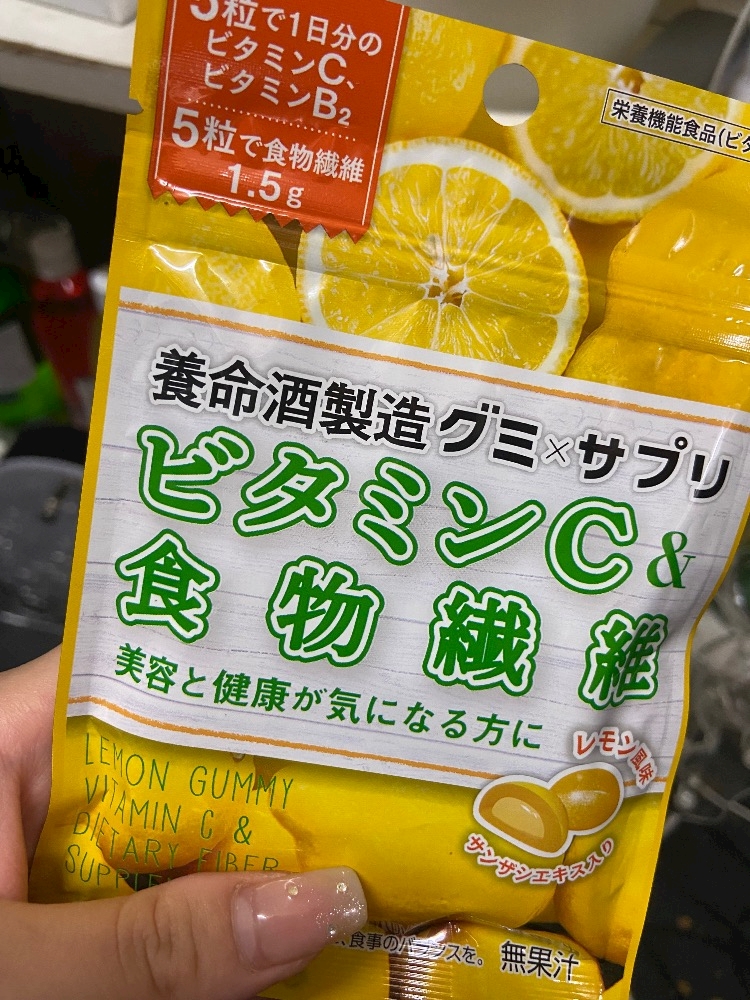 5粒で1日分の
ビタミンC、
ビタミンB2
5粒で食物繊維
1.5g
栄養機能食品(ビタ
養命酒製造グミ×サプリ
ビタミンC&
食物繊維
美容と健康が気になる方に
レモン風味
サンザシエキス入り
LEMON GUMMY
VITAMIN C &
DIETARY FIBER
SUPPLE
、食事のバランスを。
無果汁